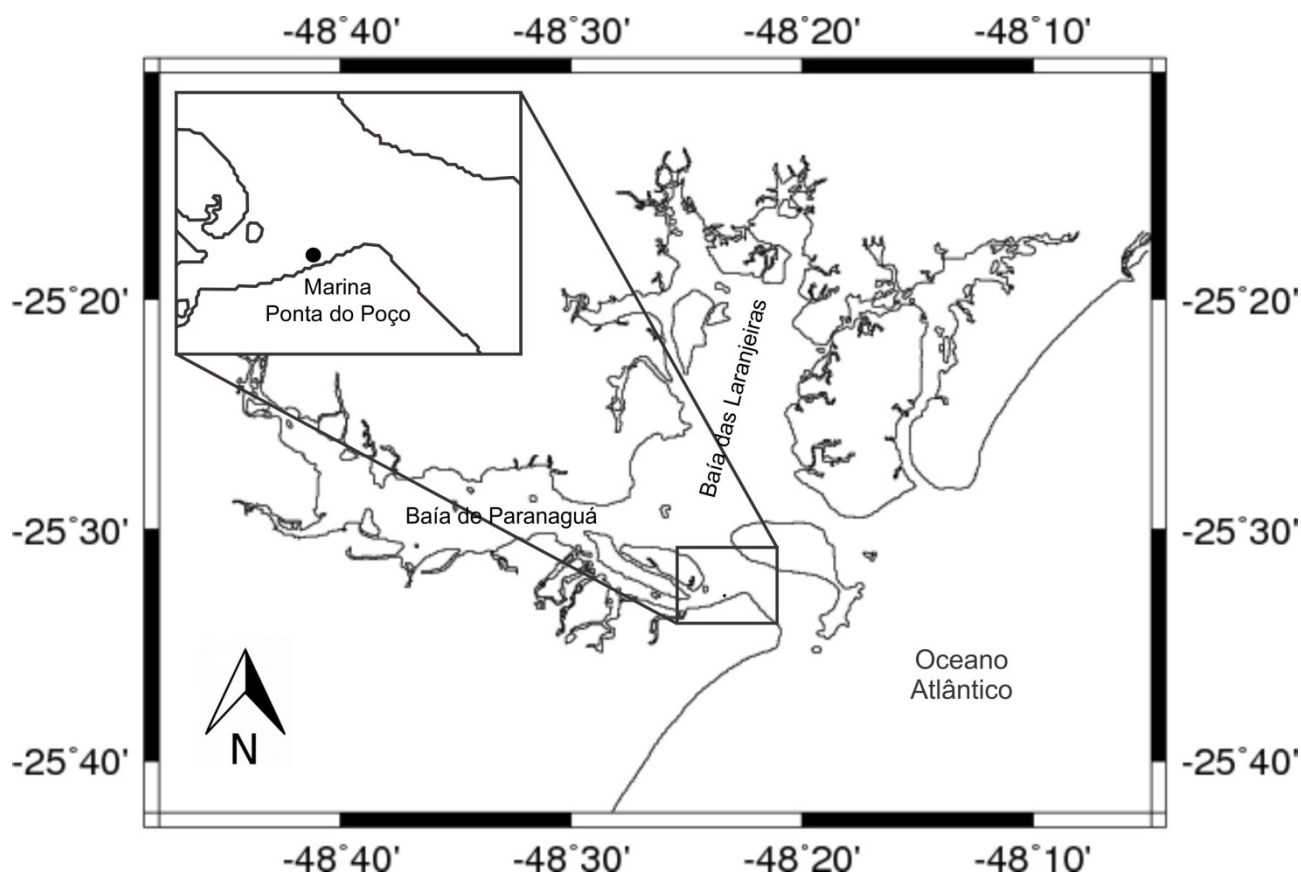 -48°40' -48°30' -48°20' -48°10'
Marina
Ponta do Poço
-25°20' -25°20'
Baía das Laranjeiras
Baía de Paranaguá
-25°30' -25°30'
Oceano
Atlântico
N
-25°40' -25°40'
-48°40' -48°30' -48°20' -48°10'